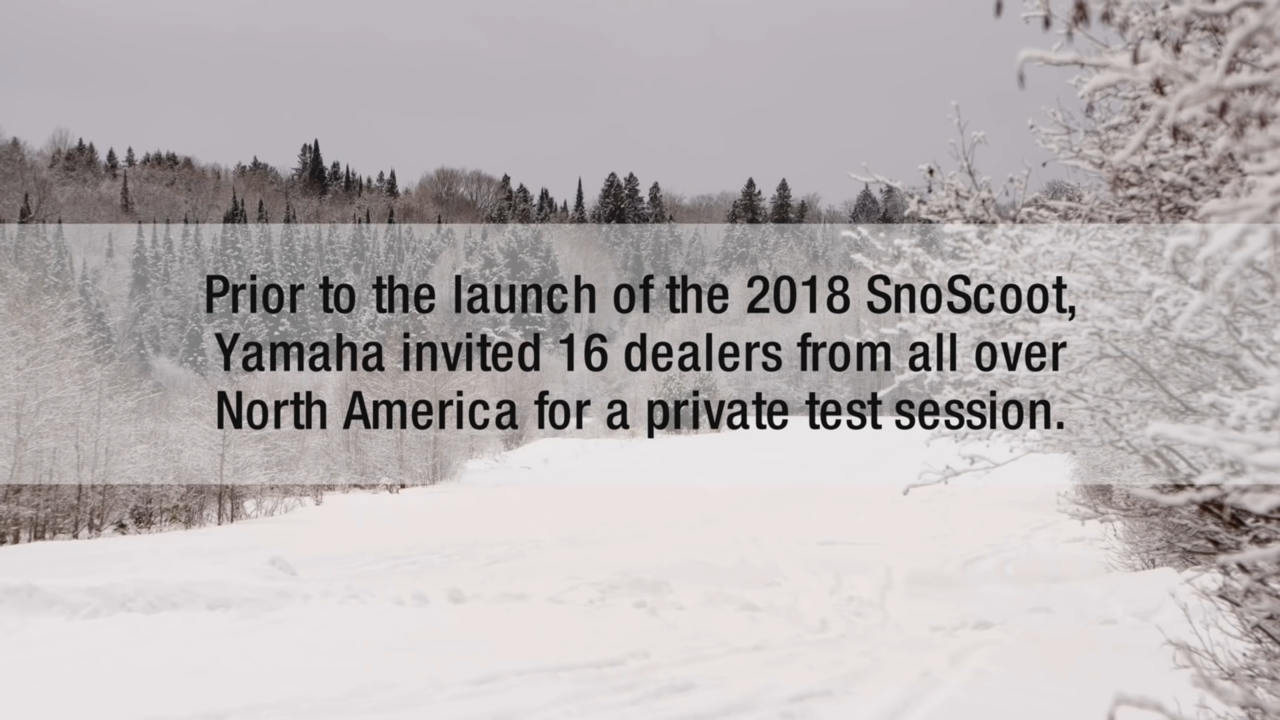 Prior to the launch of the 2018 SnoScoot,
Yamaha invited 16 dealers from all over
North America for a private test session.